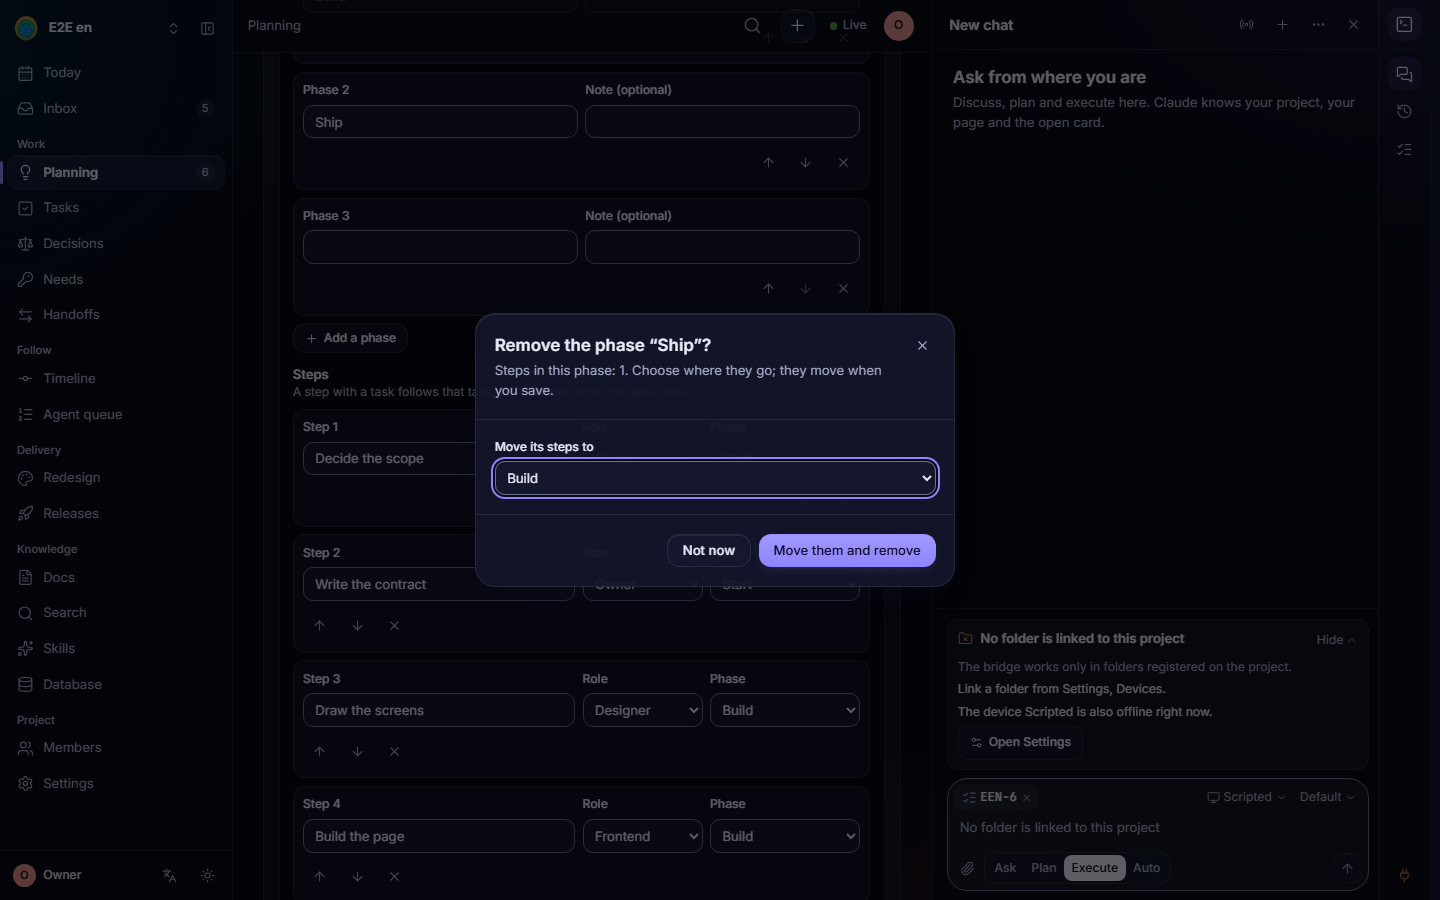 E2E en
Today
Inbox 5
Work
Planning 6
Tasks
Decisions
Needs
Handoffs
Follow
Timeline
Agent queue
Delivery
Redesign
Releases
Knowledge
Docs
Search
Skills
Database
Project
Members
Settings
O Owner
Planning
Live
O
Phase 2
Note (optional)
Ship
Phase 3
Note (optional)
Add a phase
Steps
A step with a task follows that
Step 1
Role
Phase
Decide the scope
Step 2
Role
Write the contract
Owner
Start
Step 3
Role
Phase
Draw the screens
Designer
Build
Step 4
Role
Phase
Build the page
Frontend
Build
Remove the phase “Ship”?
Steps in this phase: 1. Choose where they go; they move when
you save.
Move its steps to
Build
Not now
Move them and remove
New chat
Ask from where you are
Discuss, plan and execute here. Claude knows your project, your
page and the open card.
No folder is linked to this project
Hide
The bridge works only in folders registered on the project.
Link a folder from Settings, Devices.
The device Scripted is also offline right now.
Open Settings
EEN-6
Scripted
Default
No folder is linked to this project
Ask
Plan
Execute
Auto